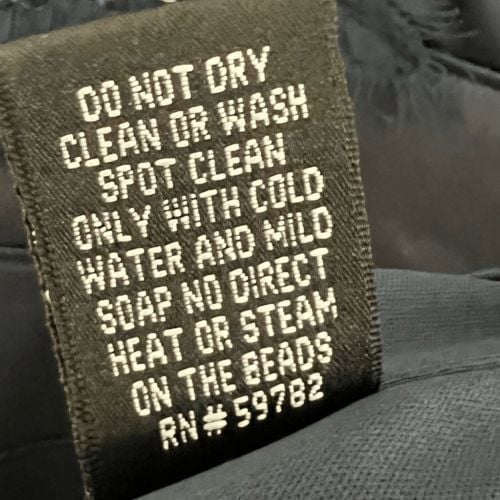 DO NOT DRY
CLEAN OR WASH
SPOT CLEAN
ONLY WITH COLD
WATER AND MILD
SOAP NO DIRECT
HEAT OR STEAM
ON THE BEADS
RN#59782